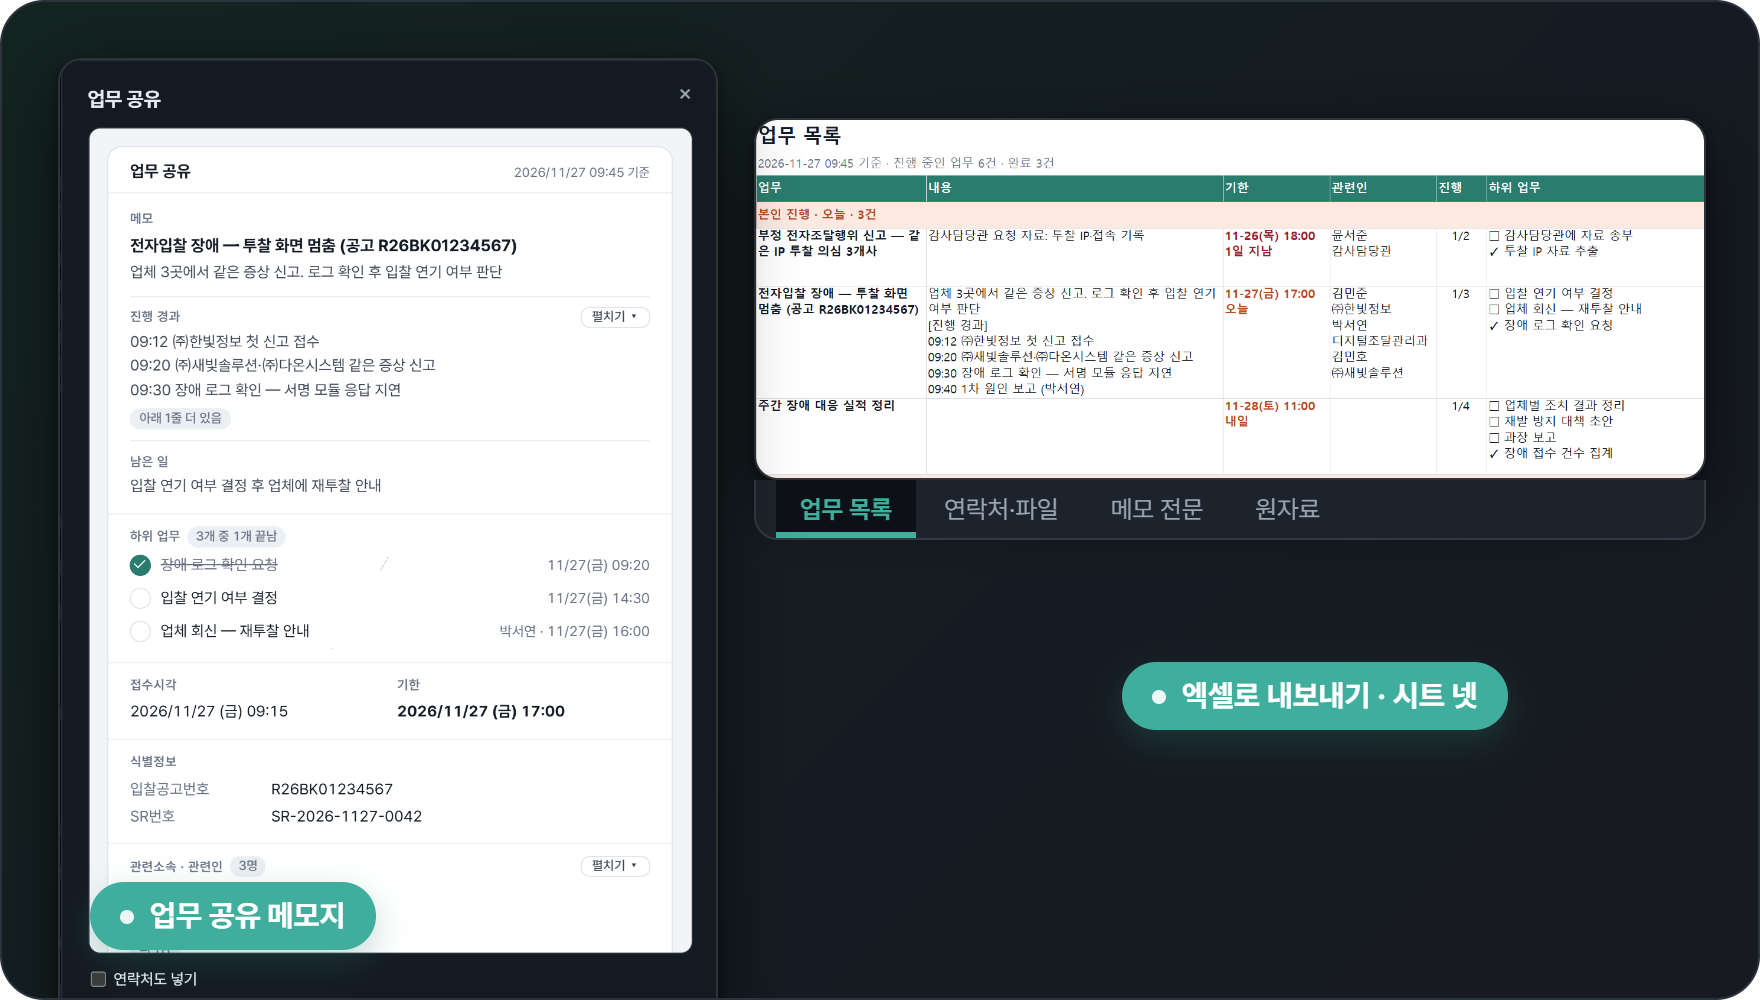 업무 공유
×
업무 공유
2026/11/27 09:45 기준
메모
전자입찰 장애 — 투찰 화면 멈춤 (공고 R26BK01234567)
업체 3곳에서 같은 증상 신고. 로그 확인 후 입찰 연기 여부 판단
진행 경과
펼치기 ▼
09:12 ㈜한빛정보 첫 신고 접수
09:20 ㈜새빛솔루션·㈜다온시스템 같은 증상 신고
09:30 장애 로그 확인 — 서명 모듈 응답 지연
아래 1줄 더 있음
남은 일
입찰 연기 여부 결정 후 업체에 재투찰 안내
하위 업무 3개 중 1개 끝남
장애 로그 확인 요청 11/27(금) 09:20
입찰 연기 여부 결정 11/27(금) 14:30
업체 회신 — 재투찰 안내 박서연 · 11/27(금) 16:00
접수시각 기한
2026/11/27 (금) 09:15 2026/11/27 (금) 17:00
식별정보
입찰공고번호 R26BK01234567
SR번호 SR-2026-1127-0042
관련소속 · 관련인 3명
펼치기 ▼
업무 공유 메모지
연락처도 넣기
업무 목록
2026-11-27 09:45 기준 · 진행 중인 업무 6건 · 완료 3건
업무 내용 기한 관련인 진행 하위 업무
본인 진행 · 오늘 · 3건
부정 전자조달행위 신고 — 같
은 IP 투찰 의심 3개사
감사담당관 요청 자료: 투찰 IP·접속 기록
11-26(목) 18:00
1일 지남
윤서준
감사담당관
1/2
□ 감사담당관에 자료 송부
✓ 투찰 IP 자료 추출
전자입찰 장애 — 투찰 화면
멈춤 (공고 R26BK01234567)
업체 3곳에서 같은 증상 신고. 로그 확인 후 입찰 연기
여부 판단
[진행 경과]
09:12 ㈜한빛정보 첫 신고 접수
09:20 ㈜새빛솔루션·㈜다온시스템 같은 증상 신고
09:30 장애 로그 확인 — 서명 모듈 응답 지연
09:40 1차 원인 보고 (박서연)
11-27(금) 17:00
오늘
김민준
㈜한빛정보
박서연
디지털조달관리과
김민호
㈜새빛솔루션
1/3
□ 입찰 연기 여부 결정
□ 업체 회신 — 재투찰 안내
✓ 장애 로그 확인 요청
주간 장애 대응 실적 정리
11-28(토) 11:00
내일
1/4
□ 업체별 조치 결과 정리
□ 재발 방지 대책 초안
□ 과장 보고
✓ 장애 접수 건수 집계
업무 목록 연락처·파일 메모 전문 원자료
엑셀로 내보내기 · 시트 넷